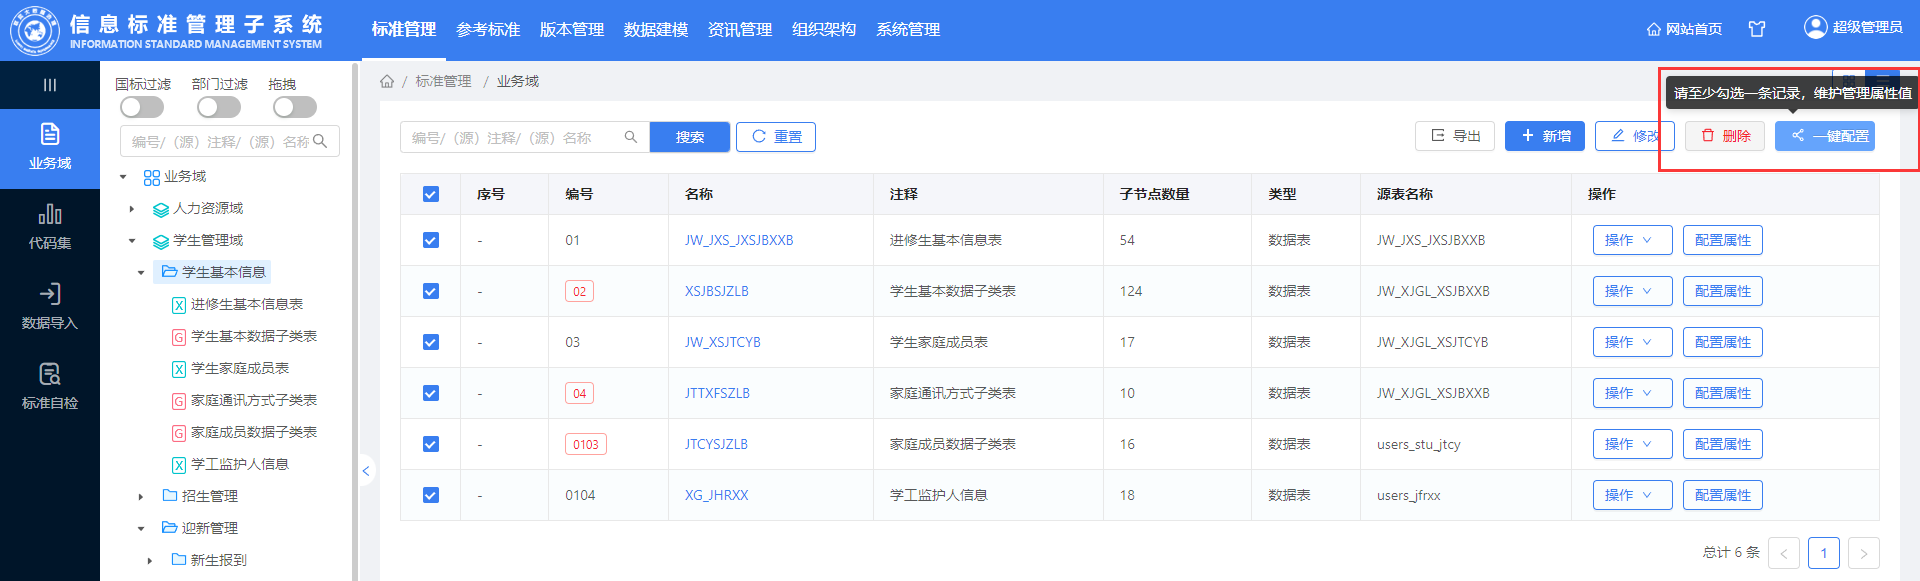 信息标准管理子系统
INFORMATION STANDARD MANAGEMENT SYSTEM
标准管理 参考标准 版本管理 数据建模 资讯管理 组织架构 系统管理
网站首页 超级管理员
业务域
代码集
数据导入
标准自检
国标过滤 部门过滤 拖拽
编号/（源）注释/（源）名称
业务域
人力资源域
学生管理域
学生基本信息
进修生基本信息表
学生基本数据子类表
学生家庭成员表
家庭通讯方式子类表
家庭成员数据子类表
学工监护人信息
招生管理
迎新管理
新生报到
/ 标准管理 / 业务域
请至少勾选一条记录，维护管理属性值
编号/（源）注释/（源）名称 搜索 重置
导出 新增 修改 删除 一键配置
序号 编号 名称 注释 子节点数量 类型 源表名称 操作
- 01 JW_JXS_JXSJBXXB 进修生基本信息表 54 数据表 JW_JXS_JXSJBXXB 操作 配置属性
- 02 XSJBSJZLB 学生基本数据子类表 124 数据表 JW_XJGL_XSJBXXB 操作 配置属性
- 03 JW_XSJTCYB 学生家庭成员表 17 数据表 JW_XJGL_XSJTCYB 操作 配置属性
- 04 JTTXFSZLB 家庭通讯方式子类表 10 数据表 JW_XJGL_XSJBXXB 操作 配置属性
- 0103 JTCYSJZLB 家庭成员数据子类表 16 数据表 users_stu_jtcy 操作 配置属性
- 0104 XG_JHRXX 学工监护人信息 18 数据表 users_jfrxx 操作 配置属性
总计 6 条 < 1 >